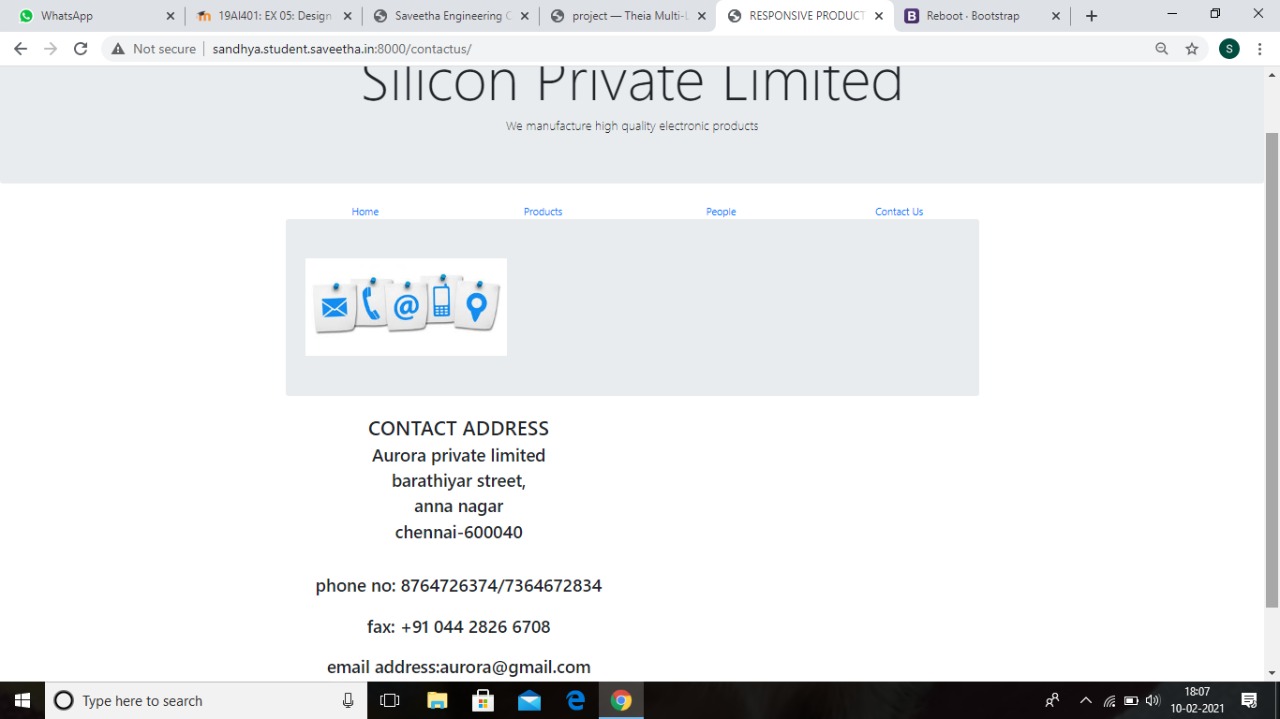 WhatsApp
19AI401: EX 05: Design
Saveetha Engineering C
project — Theia Multi-L
RESPONSIVE PRODUCT
Reboot · Bootstrap
Not secure
sandhya.student.saveetha.in:8000/contactus/
S
Silicon Private Limited
We manufacture high quality electronic products
Home
Products
People
Contact Us
@
CONTACT ADDRESS
Aurora private limited
barathiyar street,
anna nagar
chennai-600040
phone no: 8764726374/7364672834
fax: +91 044 2826 6708
email address:aurora@gmail.com
Type here to search
18:07
10-02-2021